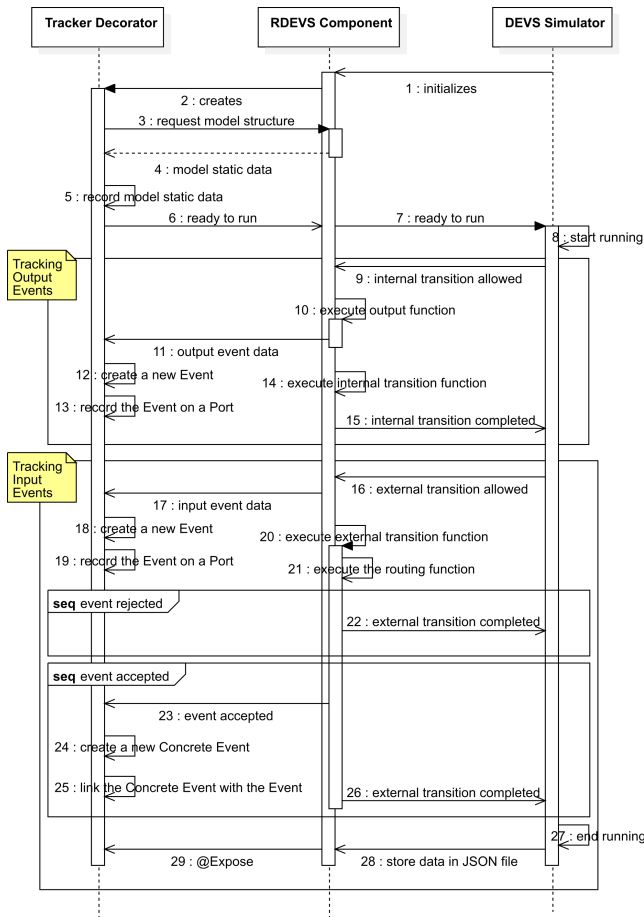 Tracker Decorator
RDEVS Component
DEVS Simulator
1 : initializes
2 : creates
3 : request model structure
4 : model static data
5 : record model static data
6 : ready to run
7 : ready to run
8 : start running
Tracking
Output
Events
9 : internal transition allowed
10 : execute output function
11 : output event data
12 : create a new Event
14 : execute internal transition function
13 : record the Event on a Port
15 : internal transition completed
Tracking
Input
Events
16 : external transition allowed
17 : input event data
18 : create a new Event
20 : execute external transition function
19 : record the Event on a Port
21 : execute the routing function
seq event rejected
22 : external transition completed
seq event accepted
23 : event accepted
24 : create a new Concrete Event
25 : link the Concrete Event with the Event
26 : external transition completed
27 : end running
29 : @Expose
28 : store data in JSON file